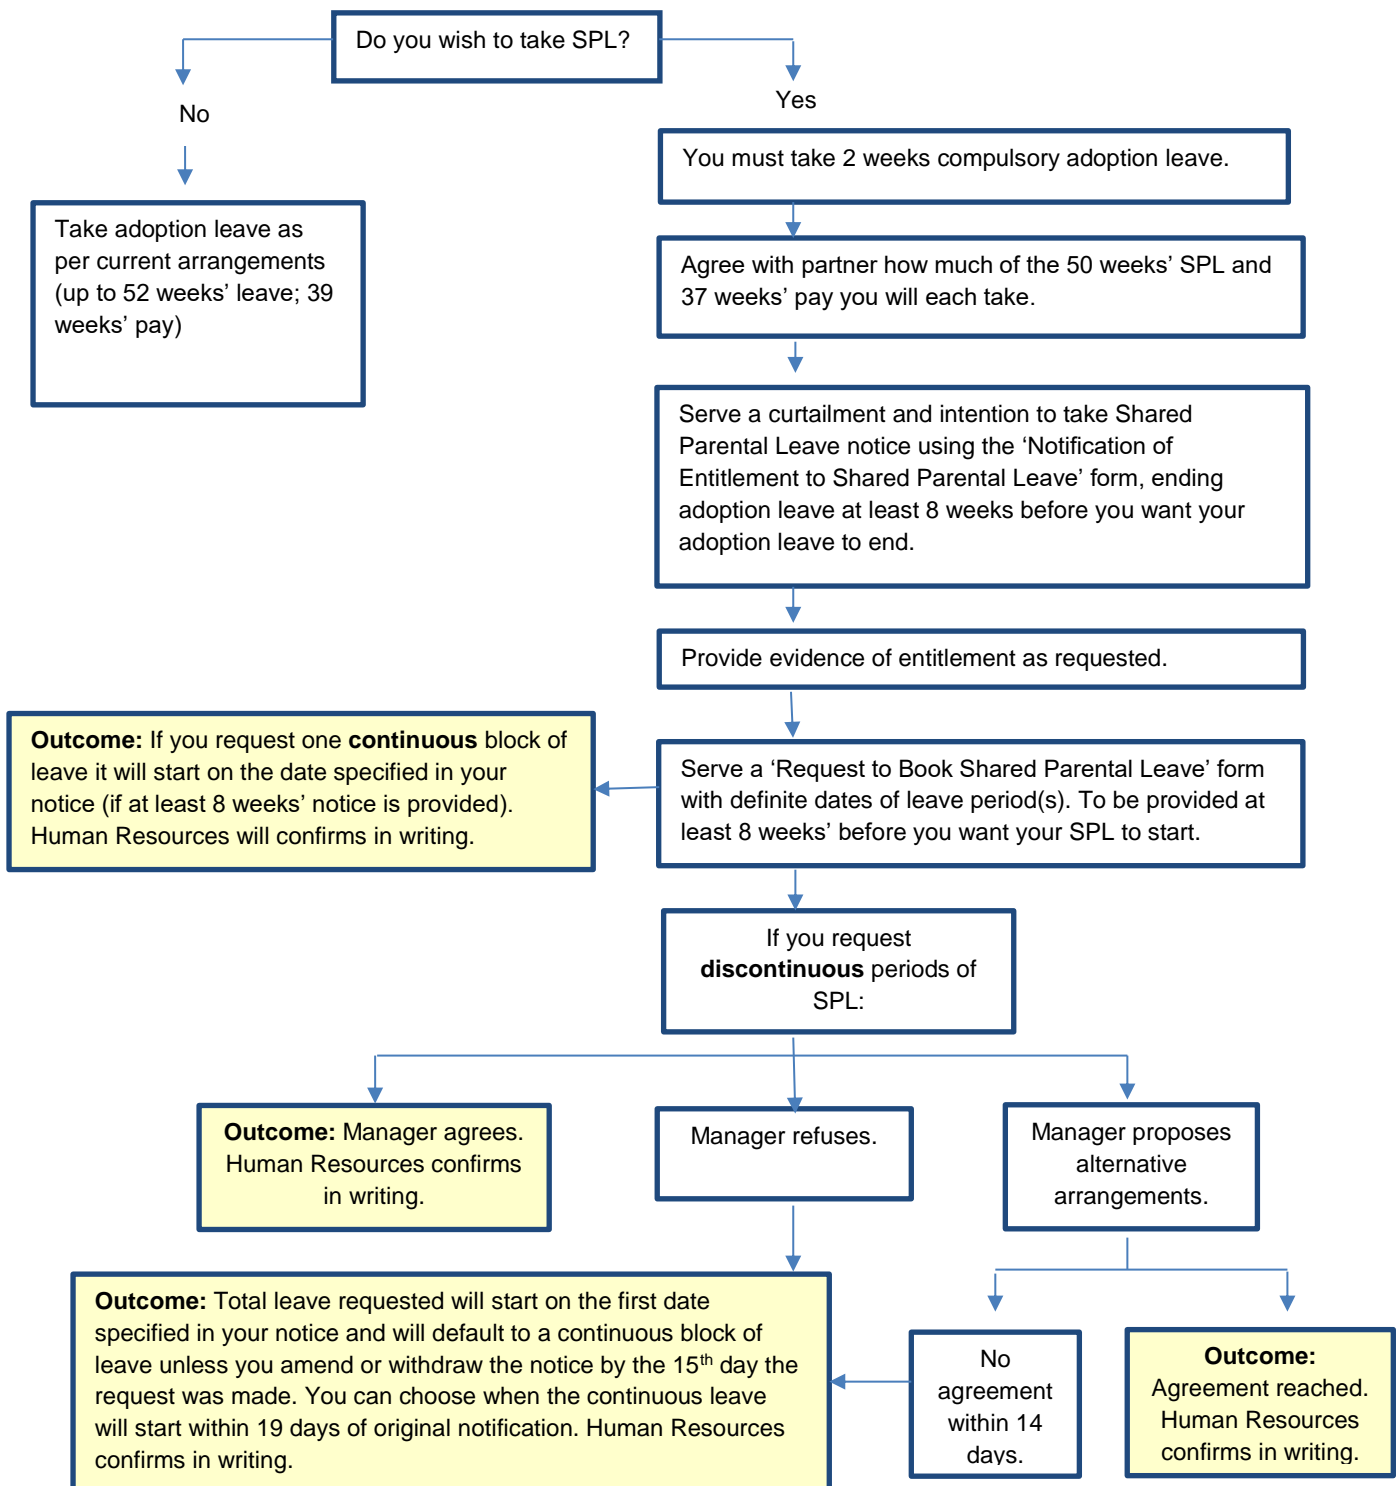 Do you wish to take SPL?
No
Yes
You must take 2 weeks compulsory adoption leave.
Take adoption leave as
per current arrangements
(up to 52 weeks’ leave; 39
weeks’ pay)
Agree with partner how much of the 50 weeks’ SPL and
37 weeks’ pay you will each take.
Serve a curtailment and intention to take Shared
Parental Leave notice using the ‘Notification of
Entitlement to Shared Parental Leave’ form, ending
adoption leave at least 8 weeks before you want your
adoption leave to end.
Provide evidence of entitlement as requested.
Outcome: If you request one continuous block of
leave it will start on the date specified in your
notice (if at least 8 weeks’ notice is provided).
Human Resources will confirms in writing.
Serve a ‘Request to Book Shared Parental Leave’ form
with definite dates of leave period(s). To be provided at
least 8 weeks’ before you want your SPL to start.
If you request
discontinuous periods of
SPL:
Outcome: Manager agrees.
Human Resources confirms
in writing.
Manager refuses.
Manager proposes
alternative
arrangements.
Outcome: Total leave requested will start on the first date
specified in your notice and will default to a continuous block of
leave unless you amend or withdraw the notice by the 15th day the
request was made. You can choose when the continuous leave
will start within 19 days of original notification. Human Resources
confirms in writing.
No
agreement
within 14
days.
Outcome:
Agreement reached.
Human Resources
confirms in writing.